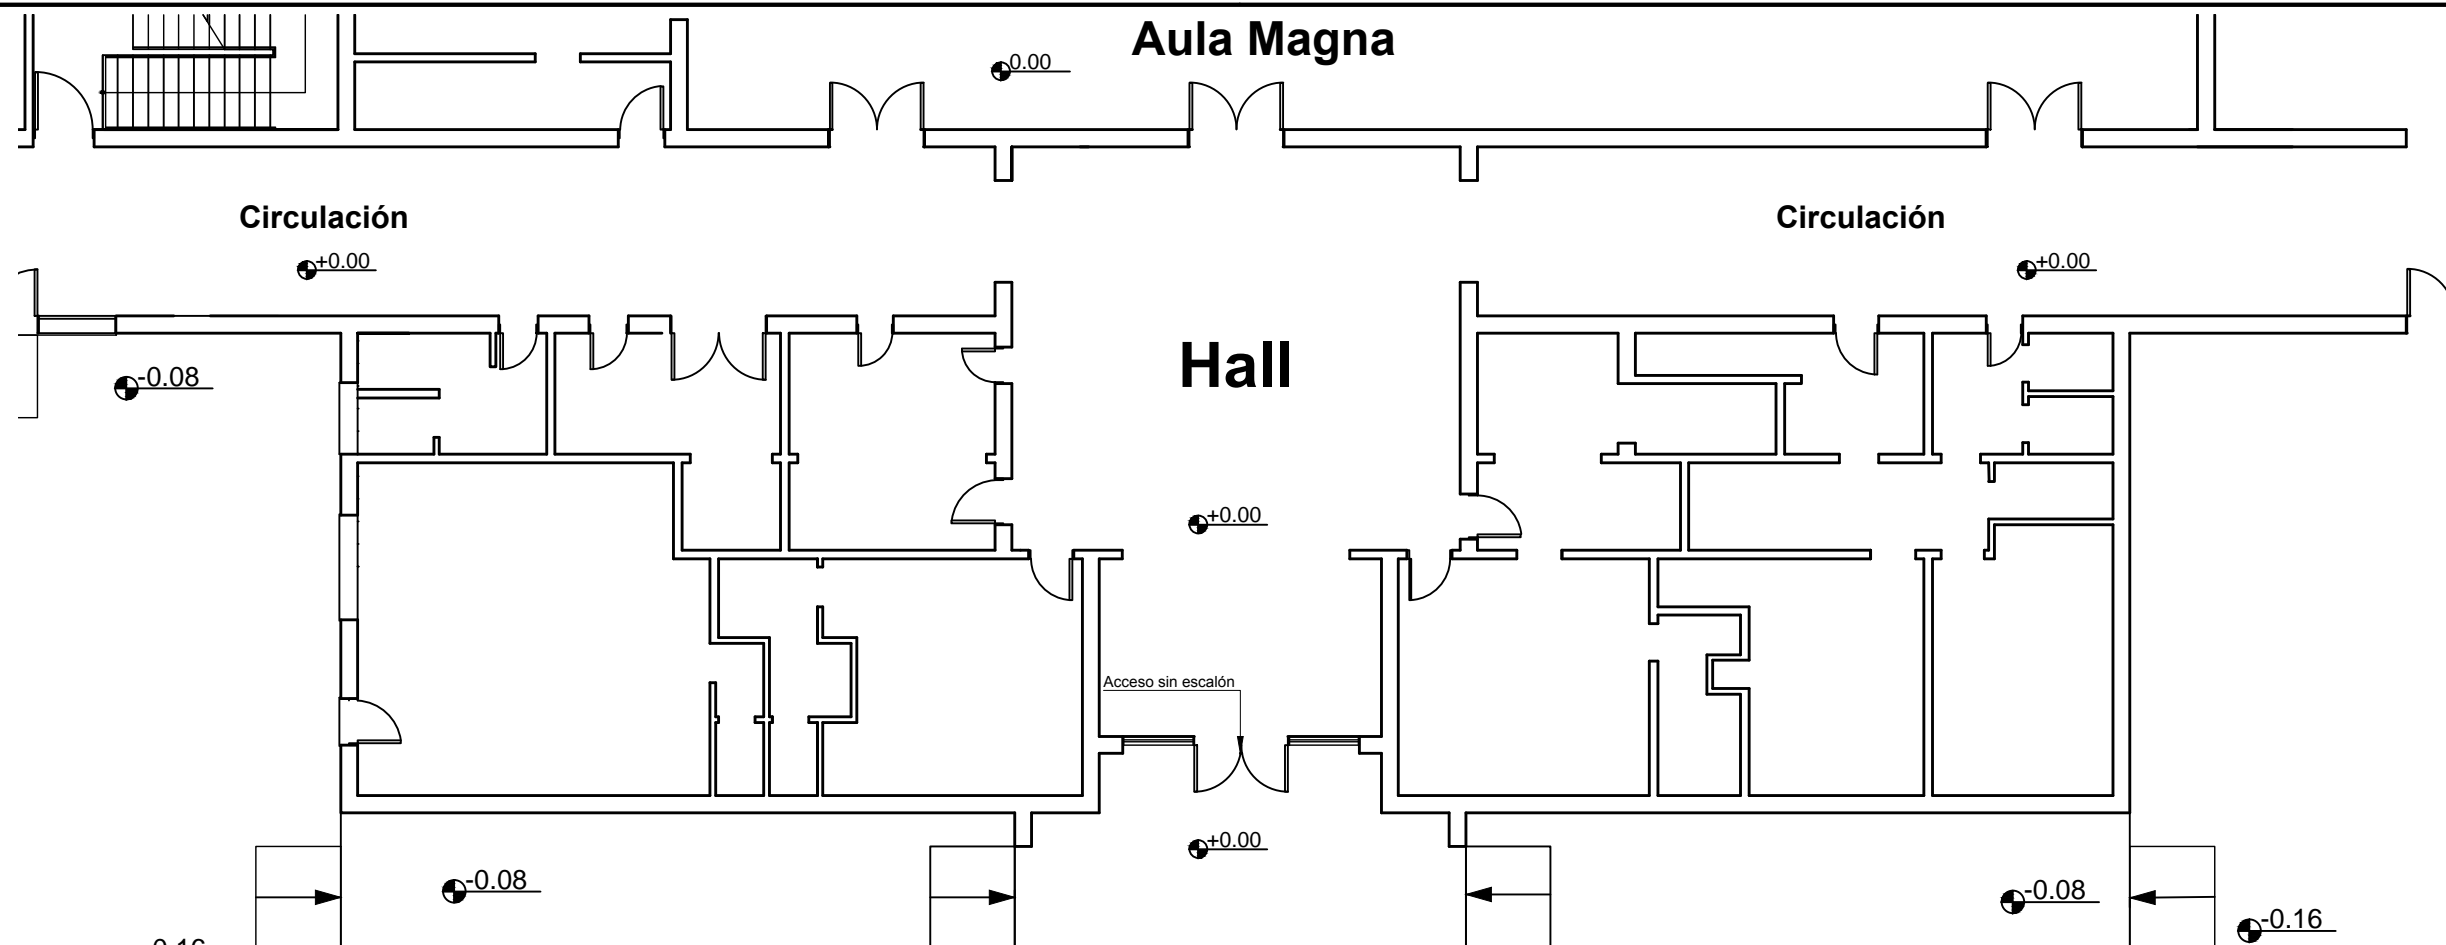 Aula Magna
0.00
Circulación
Circulación
+0.00
+0.00
Hall
-0.08
+0.00
Acceso sin escalón
+0.00
-0.08
-0.08
-0.16